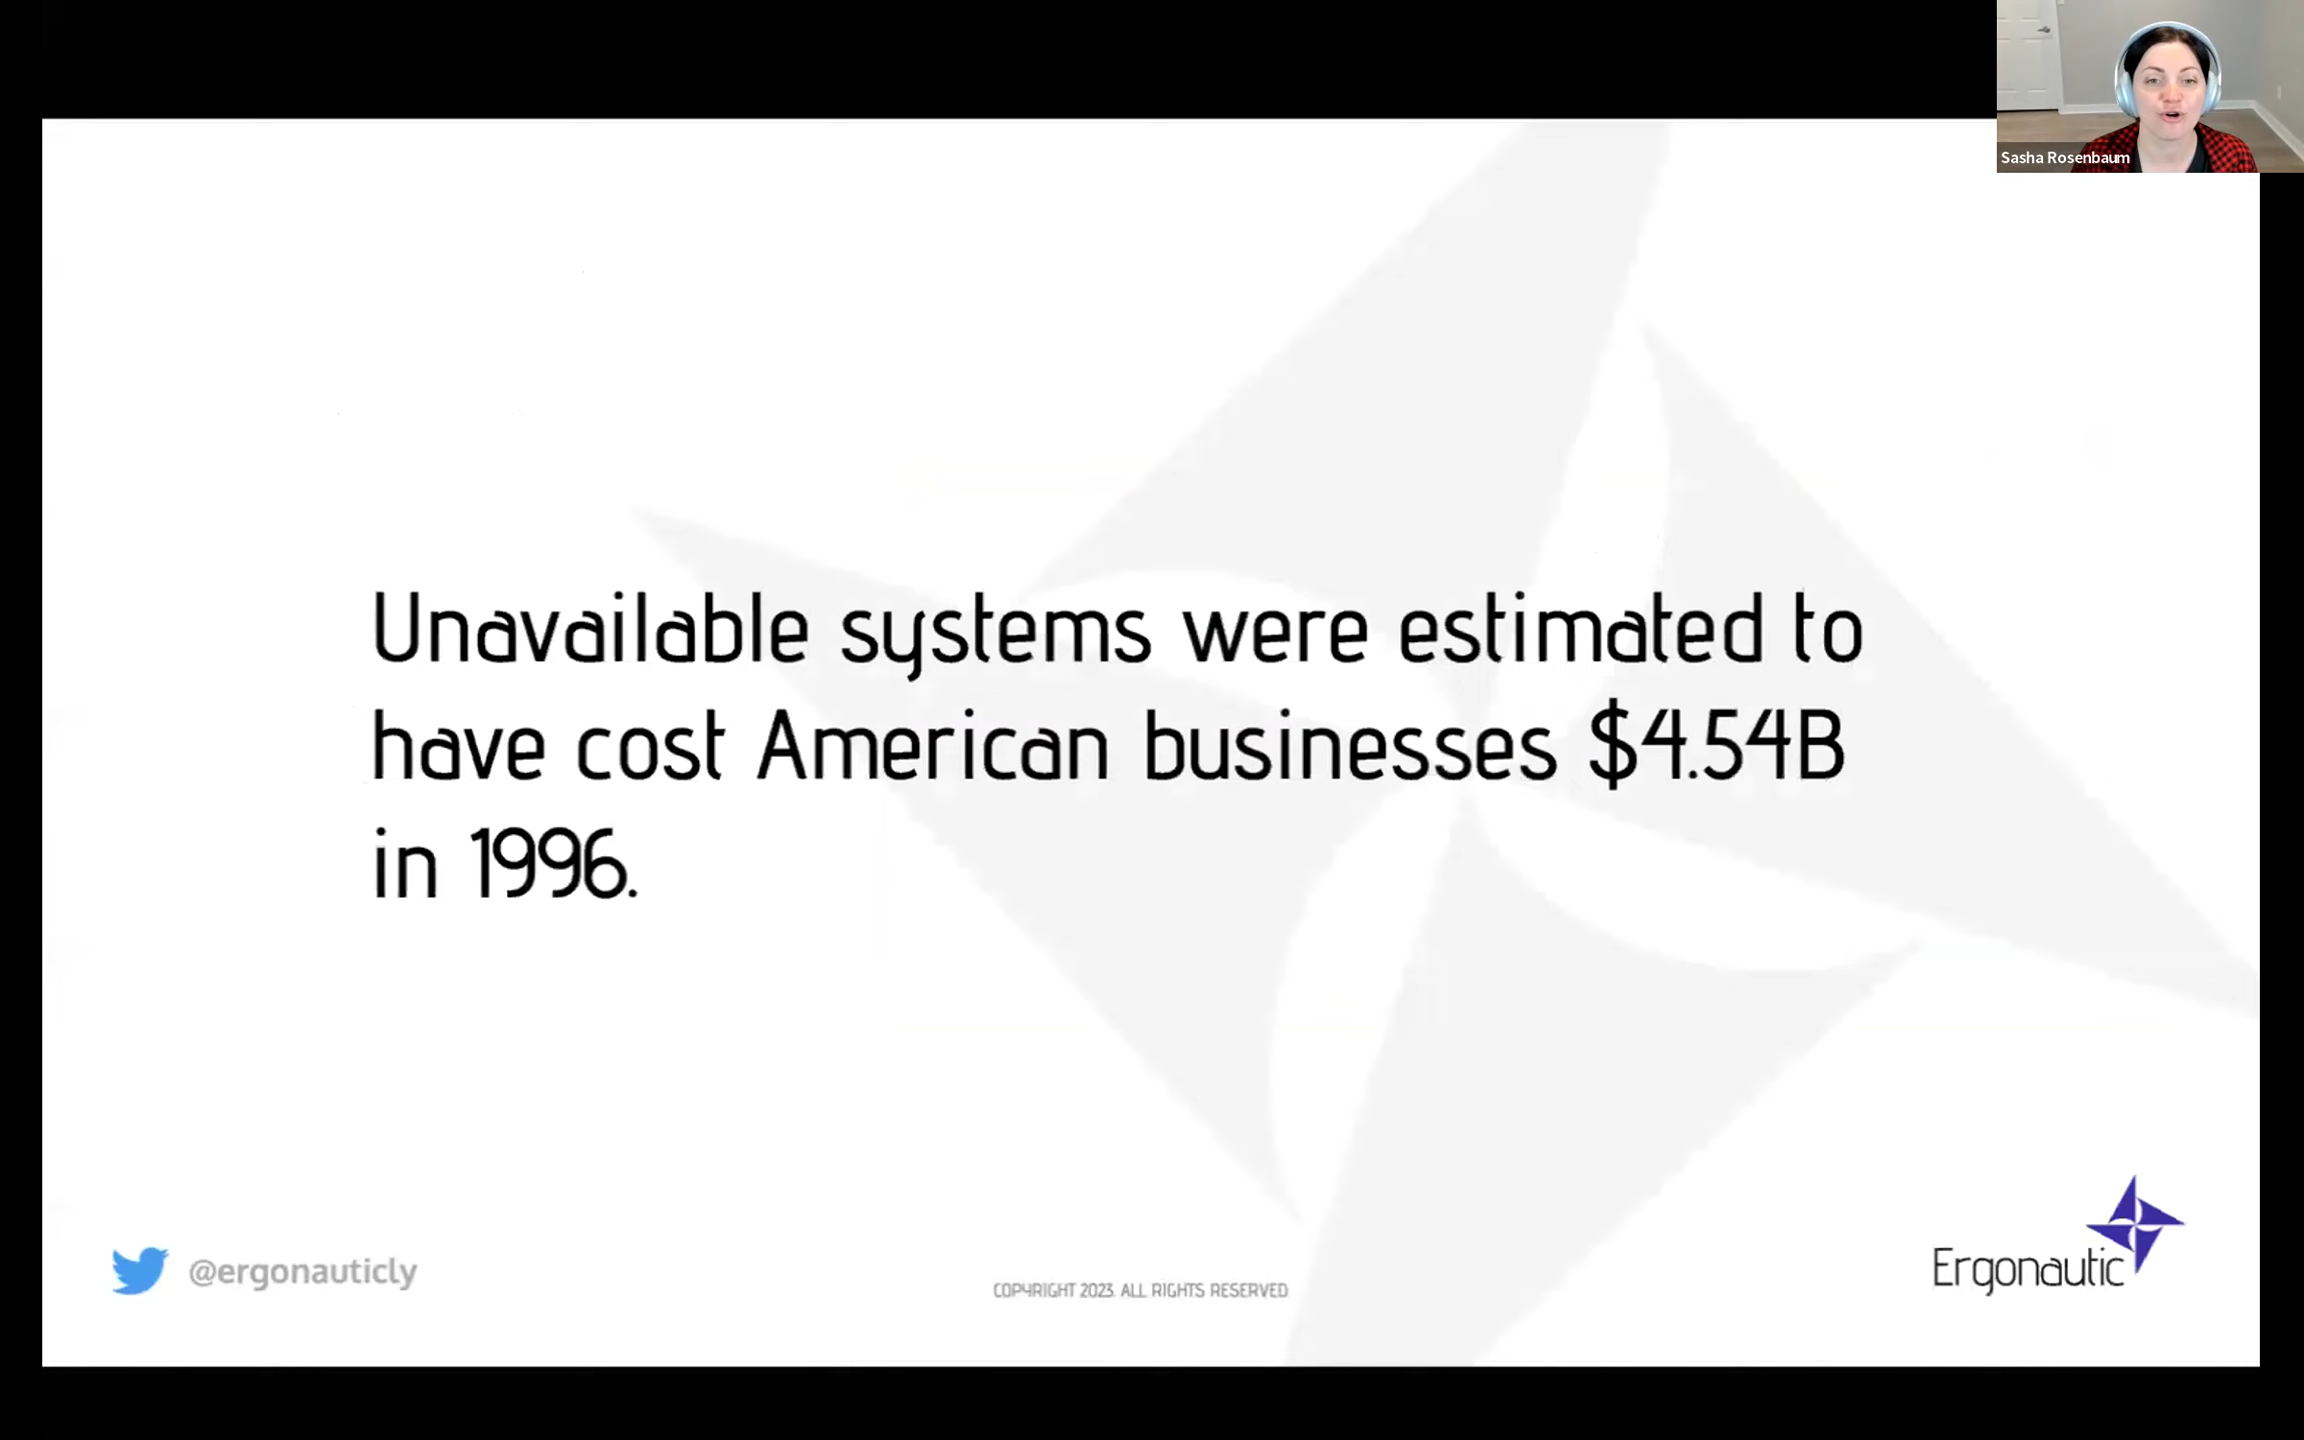 Sasha Rosenbaum
Unavailable systems were estimated to
have cost American businesses $4.54B
in 1996.
@ergonauticly
COPYRIGHT 2023. ALL RIGHTS RESERVED
Ergonautic